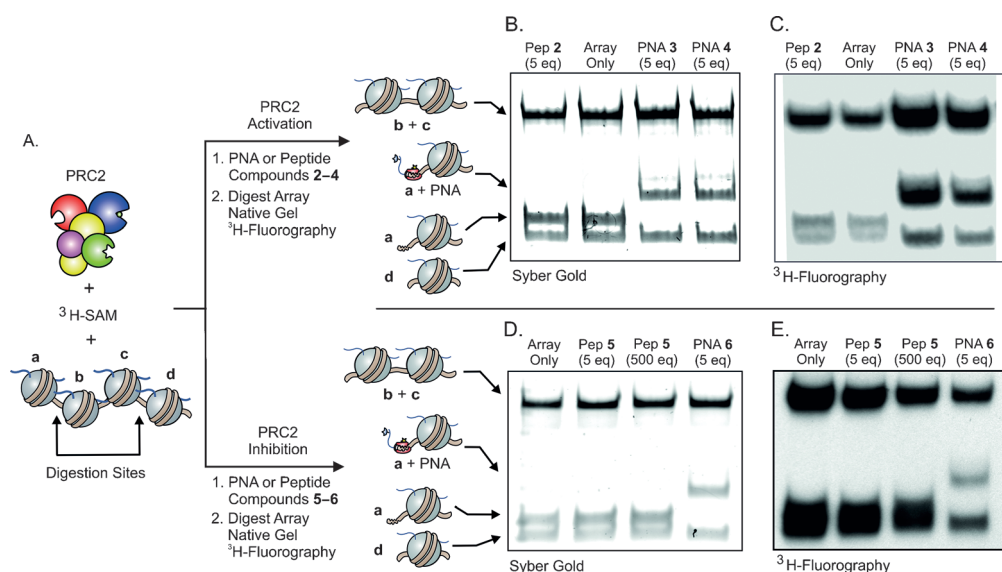 A.
PRC2
+
³H-SAM
+
a
b
c
d
Digestion Sites
PRC2
Activation
1. PNA or Peptide
Compounds 2–4
2. Digest Array
Native Gel
³H-Fluorography
PRC2
Inhibition
1. PNA or Peptide
Compounds 5–6
2. Digest Array
Native Gel
³H-Fluorography
b + c
a + PNA
a
d
B.
Pep 2
(5 eq)
Array
Only
PNA 3
(5 eq)
PNA 4
(5 eq)
Syber Gold
C.
Pep 2
(5 eq)
Array
Only
PNA 3
(5 eq)
PNA 4
(5 eq)
³H-Fluorography
b + c
a + PNA
a
d
D.
Array
Only
Pep 5
(5 eq)
Pep 5
(500 eq)
PNA 6
(5 eq)
Syber Gold
E.
Array
Only
Pep 5
(5 eq)
Pep 5
(500 eq)
PNA 6
(5 eq)
³H-Fluorography